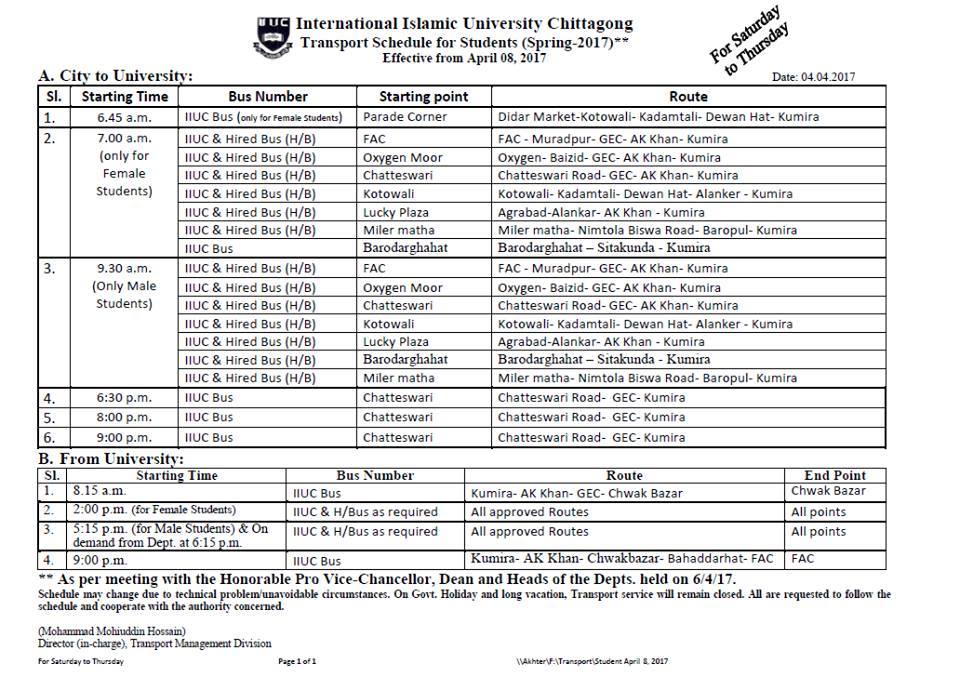 IIUC
International Islamic University Chittagong
Transport Schedule for Students (Spring-2017)**
Effective from April 08, 2017
For Saturday
to Thursday
A. City to University:
Date: 04.04.2017
Sl. Starting Time Bus Number Starting point Route
1. 6.45 a.m. IIUC Bus (only for Female Students) Parade Corner Didar Market-Kotowali- Kadamtali- Dewan Hat- Kumira
2. 7.00 a.m. IIUC & Hired Bus (H/B) FAC FAC - Muradpur- GEC- AK Khan- Kumira
(only for IIUC & Hired Bus (H/B) Oxygen Moor Oxygen- Baizid- GEC- AK Khan- Kumira
Female IIUC & Hired Bus (H/B) Chatteswari Chatteswari Road- GEC- AK Khan- Kumira
Students) IIUC & Hired Bus (H/B) Kotowali Kotowali- Kadamtali- Dewan Hat- Alanker - Kumira
IIUC & Hired Bus (H/B) Lucky Plaza Agrabad-Alankar- AK Khan - Kumira
IIUC & Hired Bus (H/B) Miler matha Miler matha- Nimtola Biswa Road- Baropul- Kumira
IIUC Bus Barodarghahat Barodarghahat – Sitakunda - Kumira
3. 9.30 a.m. IIUC & Hired Bus (H/B) FAC FAC - Muradpur- GEC- AK Khan- Kumira
(Only Male IIUC & Hired Bus (H/B) Oxygen Moor Oxygen- Baizid- GEC- AK Khan- Kumira
Students) IIUC & Hired Bus (H/B) Chatteswari Chatteswari Road- GEC- AK Khan- Kumira
IIUC & Hired Bus (H/B) Kotowali Kotowali- Kadamtali- Dewan Hat- Alanker - Kumira
IIUC & Hired Bus (H/B) Lucky Plaza Agrabad-Alankar- AK Khan - Kumira
IIUC & Hired Bus (H/B) Barodarghahat Barodarghahat – Sitakunda - Kumira
IIUC & Hired Bus (H/B) Miler matha Miler matha- Nimtola Biswa Road- Baropul- Kumira
4. 6:30 p.m. IIUC Bus Chatteswari Chatteswari Road- GEC- Kumira
5. 8:00 p.m. IIUC Bus Chatteswari Chatteswari Road- GEC- Kumira
6. 9:00 p.m. IIUC Bus Chatteswari Chatteswari Road- GEC- Kumira
B. From University:
Sl. Starting Time Bus Number Route End Point
1. 8.15 a.m. IIUC Bus Kumira- AK Khan- GEC- Chwak Bazar Chwak Bazar
2. 2:00 p.m. (for Female Students) IIUC & H/Bus as required All approved Routes All points
3. 5:15 p.m. (for Male Students) & On IIUC & H/Bus as required All approved Routes All points
demand from Dept. at 6:15 p.m.
4. 9:00 p.m. IIUC Bus Kumira- AK Khan- Chwakbazar- Bahaddarhat- FAC FAC
** As per meeting with the Honorable Pro Vice-Chancellor, Dean and Heads of the Depts. held on 6/4/17.
Schedule may change due to technical problem/unavoidable circumstances. On Govt. Holiday and long vacation, Transport service will remain closed. All are requested to follow the
schedule and cooperate with the authority concerned.
(Mohammad Mohiuddin Hossain)
Director (in-charge), Transport Management Division
For Saturday to Thursday Page 1 of 1 \\Akhter\F:\Transport\Student April 8, 2017